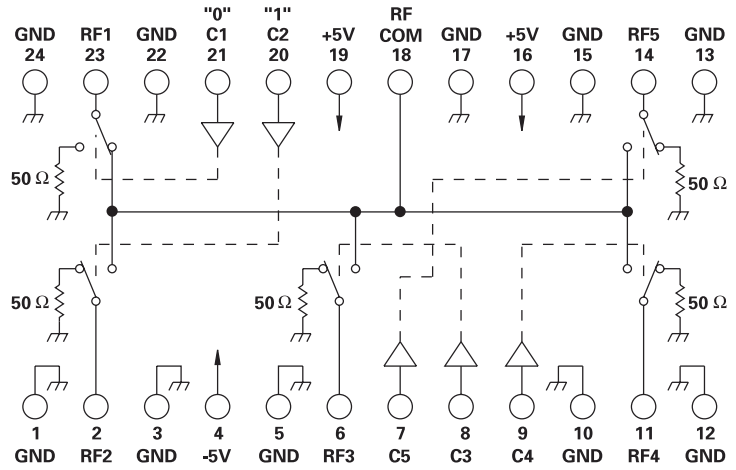 "0" "1" RF
GND RF1 GND C1 C2 +5V COM GND +5V GND RF5 GND
24 23 22 21 20 19 18 17 16 15 14 13
50 Ω 50 Ω
50 Ω 50 Ω 50 Ω
1 2 3 4 5 6 7 8 9 10 11 12
GND RF2 GND -5V GND RF3 C5 C3 C4 GND RF4 GND